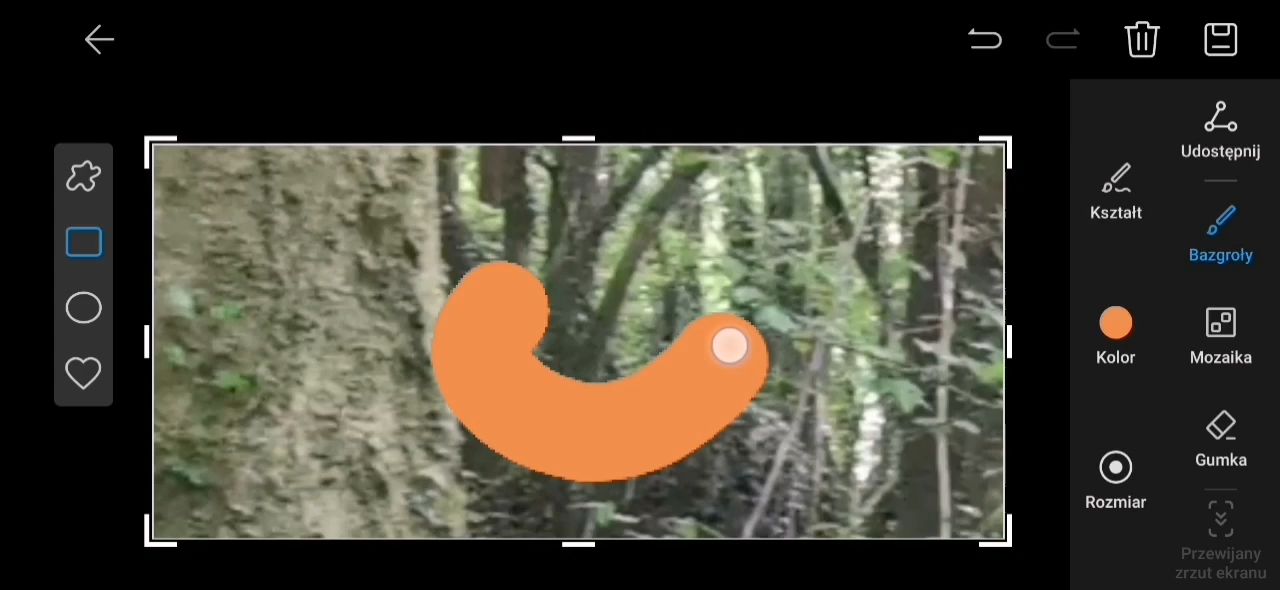 Udostępnij
Kształt
Bazgroły
Kolor
Mozaika
Gumka
Rozmiar
Przewijany
zrzut ekranu